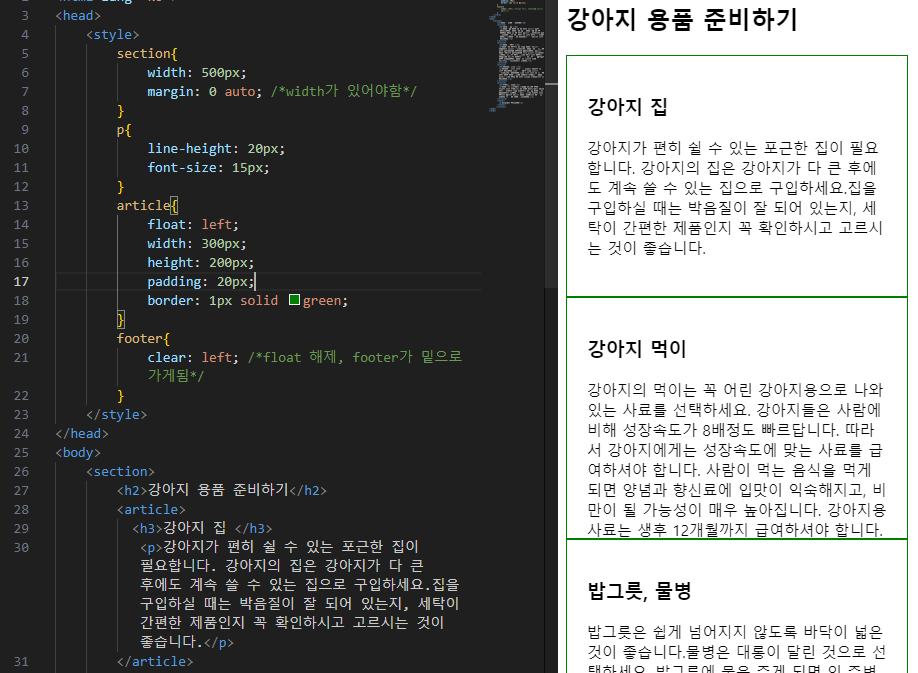 3 <head>
4 <style>
5 section{
6 width: 500px;
7 margin: 0 auto; /*width가 있어야함*/
8 }
9 p{
10 line-height: 20px;
11 font-size: 15px;
12 }
13 article{
14 float: left;
15 width: 300px;
16 height: 200px;
17 padding: 20px;
18 border: 1px solid green;
19 }
20 footer{
21 clear: left; /*float 해제, footer가 밑으로
가게됨*/
22 }
23 </style>
24 </head>
25 <body>
26 <section>
27 <h2>강아지 용품 준비하기</h2>
28 <article>
29 <h3>강아지 집 </h3>
30 <p>강아지가 편히 쉴 수 있는 포근한 집이
필요합니다. 강아지의 집은 강아지가 다 큰
후에도 계속 쓸 수 있는 집으로 구입하세요.집을
구입하실 때는 박음질이 잘 되어 있는지, 세탁이
간편한 제품인지 꼭 확인하시고 고르시는 것이
좋습니다.</p>
31 </article>
강아지 용품 준비하기
강아지 집
강아지가 편히 쉴 수 있는 포근한 집이 필요
합니다. 강아지의 집은 강아지가 다 큰 후에
도 계속 쓸 수 있는 집으로 구입하세요.집을
구입하실 때는 박음질이 잘 되어 있는지, 세
탁이 간편한 제품인지 꼭 확인하시고 고르시
는 것이 좋습니다.
강아지 먹이
강아지의 먹이는 꼭 어린 강아지용으로 나와
있는 사료를 선택하세요. 강아지들은 사람에
비해 성장속도가 8배정도 빠르답니다. 따라
서 강아지에게는 성장속도에 맞는 사료를 급
여하셔야 합니다. 사람이 먹는 음식을 먹게
되면 양념과 향신료에 입맛이 익숙해지고, 비
만이 될 가능성이 매우 높아집니다. 강아지용
사료는 생후 12개월까지 급여하셔야 합니다.
밥그릇, 물병
밥그릇은 쉽게 넘어지지 않도록 바닥이 넓은
것이 좋습니다.물병은 대롱이 달린 것으로 선